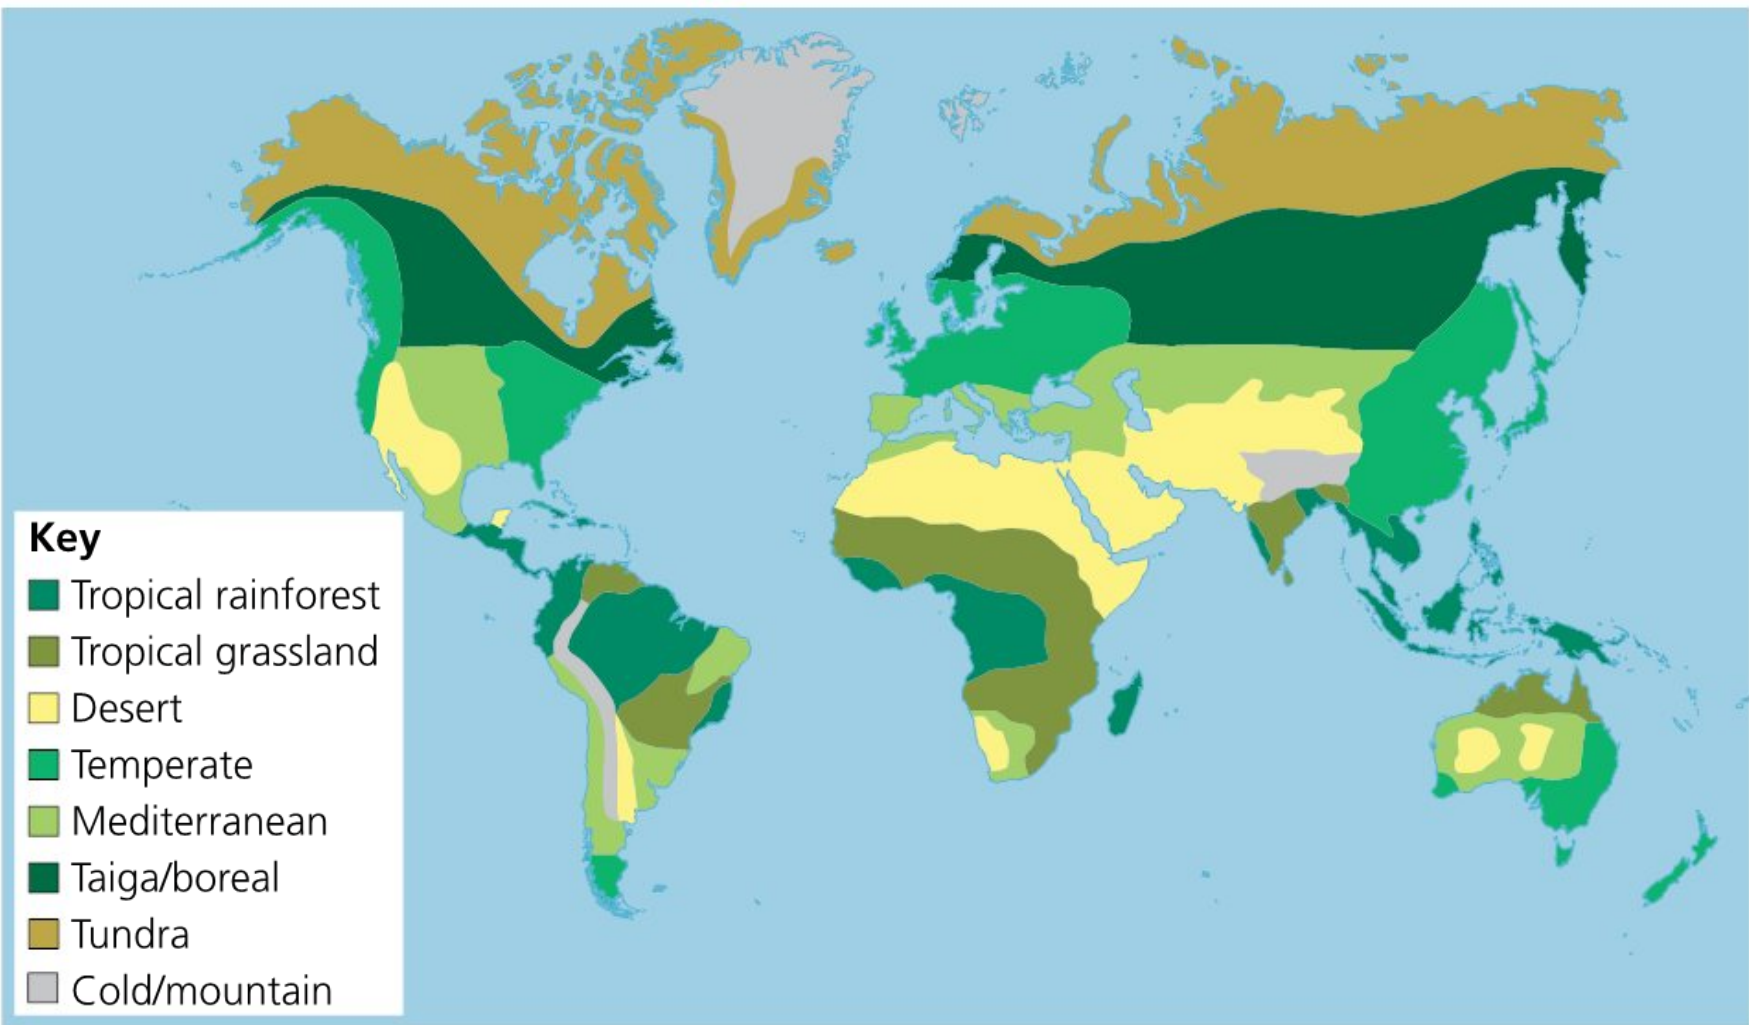 Key
Tropical rainforest
Tropical grassland
Desert
Temperate
Mediterranean
Taiga/boreal
Tundra
Cold/mountain